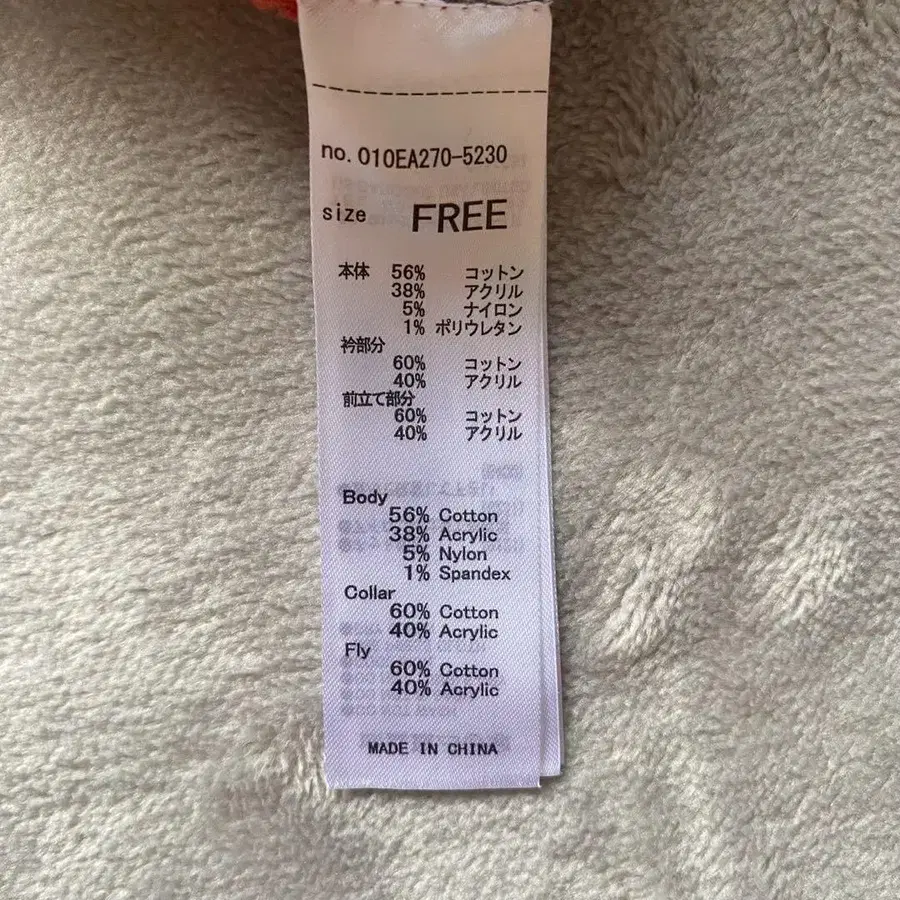 no. 010EA270-5230
size FREE
本体 56% コットン
38% アクリル
5% ナイロン
1% ポリウレタン
衿部分
60% コットン
40% アクリル
前立て部分
60% コットン
40% アクリル
Body
56% Cotton
38% Acrylic
5% Nylon
1% Spandex
Collar
60% Cotton
40% Acrylic
Fly
60% Cotton
40% Acrylic
MADE IN CHINA